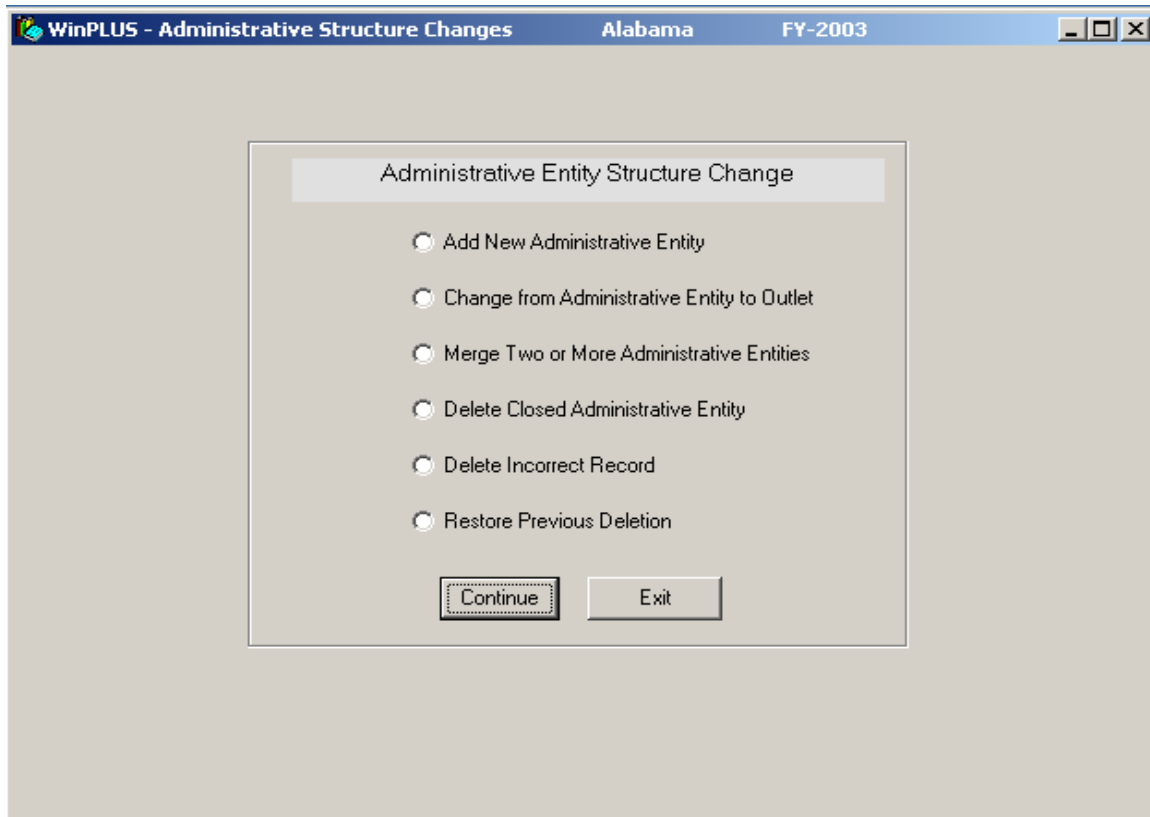 WinPLUS - Administrative Structure Changes Alabama FY-2003
Administrative Entity Structure Change
Add New Administrative Entity
Change from Administrative Entity to Outlet
Merge Two or More Administrative Entities
Delete Closed Administrative Entity
Delete Incorrect Record
Restore Previous Deletion
Continue Exit